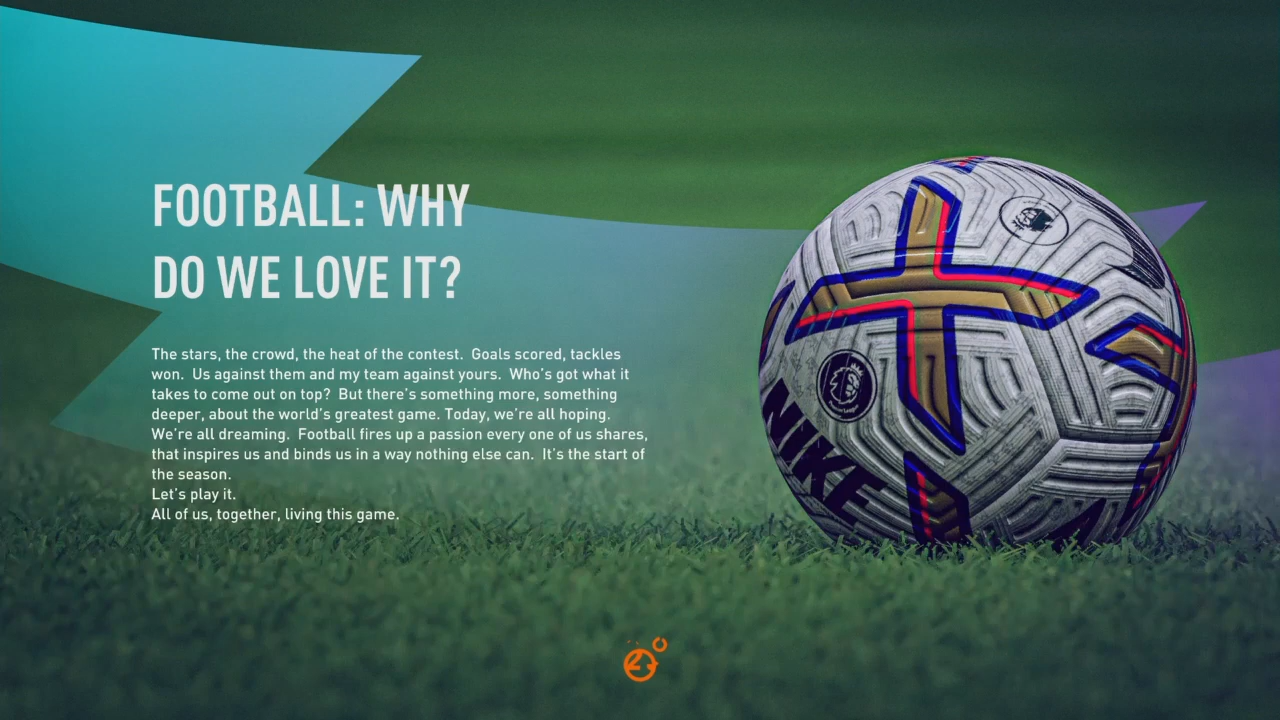 FOOTBALL: WHY
DO WE LOVE IT?
The stars, the crowd, the heat of the contest.  Goals scored, tackles
won.  Us against them and my team against yours.  Who's got what it
takes to come out on top?  But there's something more, something
deeper, about the world's greatest game. Today, we're all hoping.
We're all dreaming.  Football fires up a passion every one of us shares,
that inspires us and binds us in a way nothing else can.  It's the start of
the season.
Let's play it.
All of us, together, living this game.
Premier League
NIKE